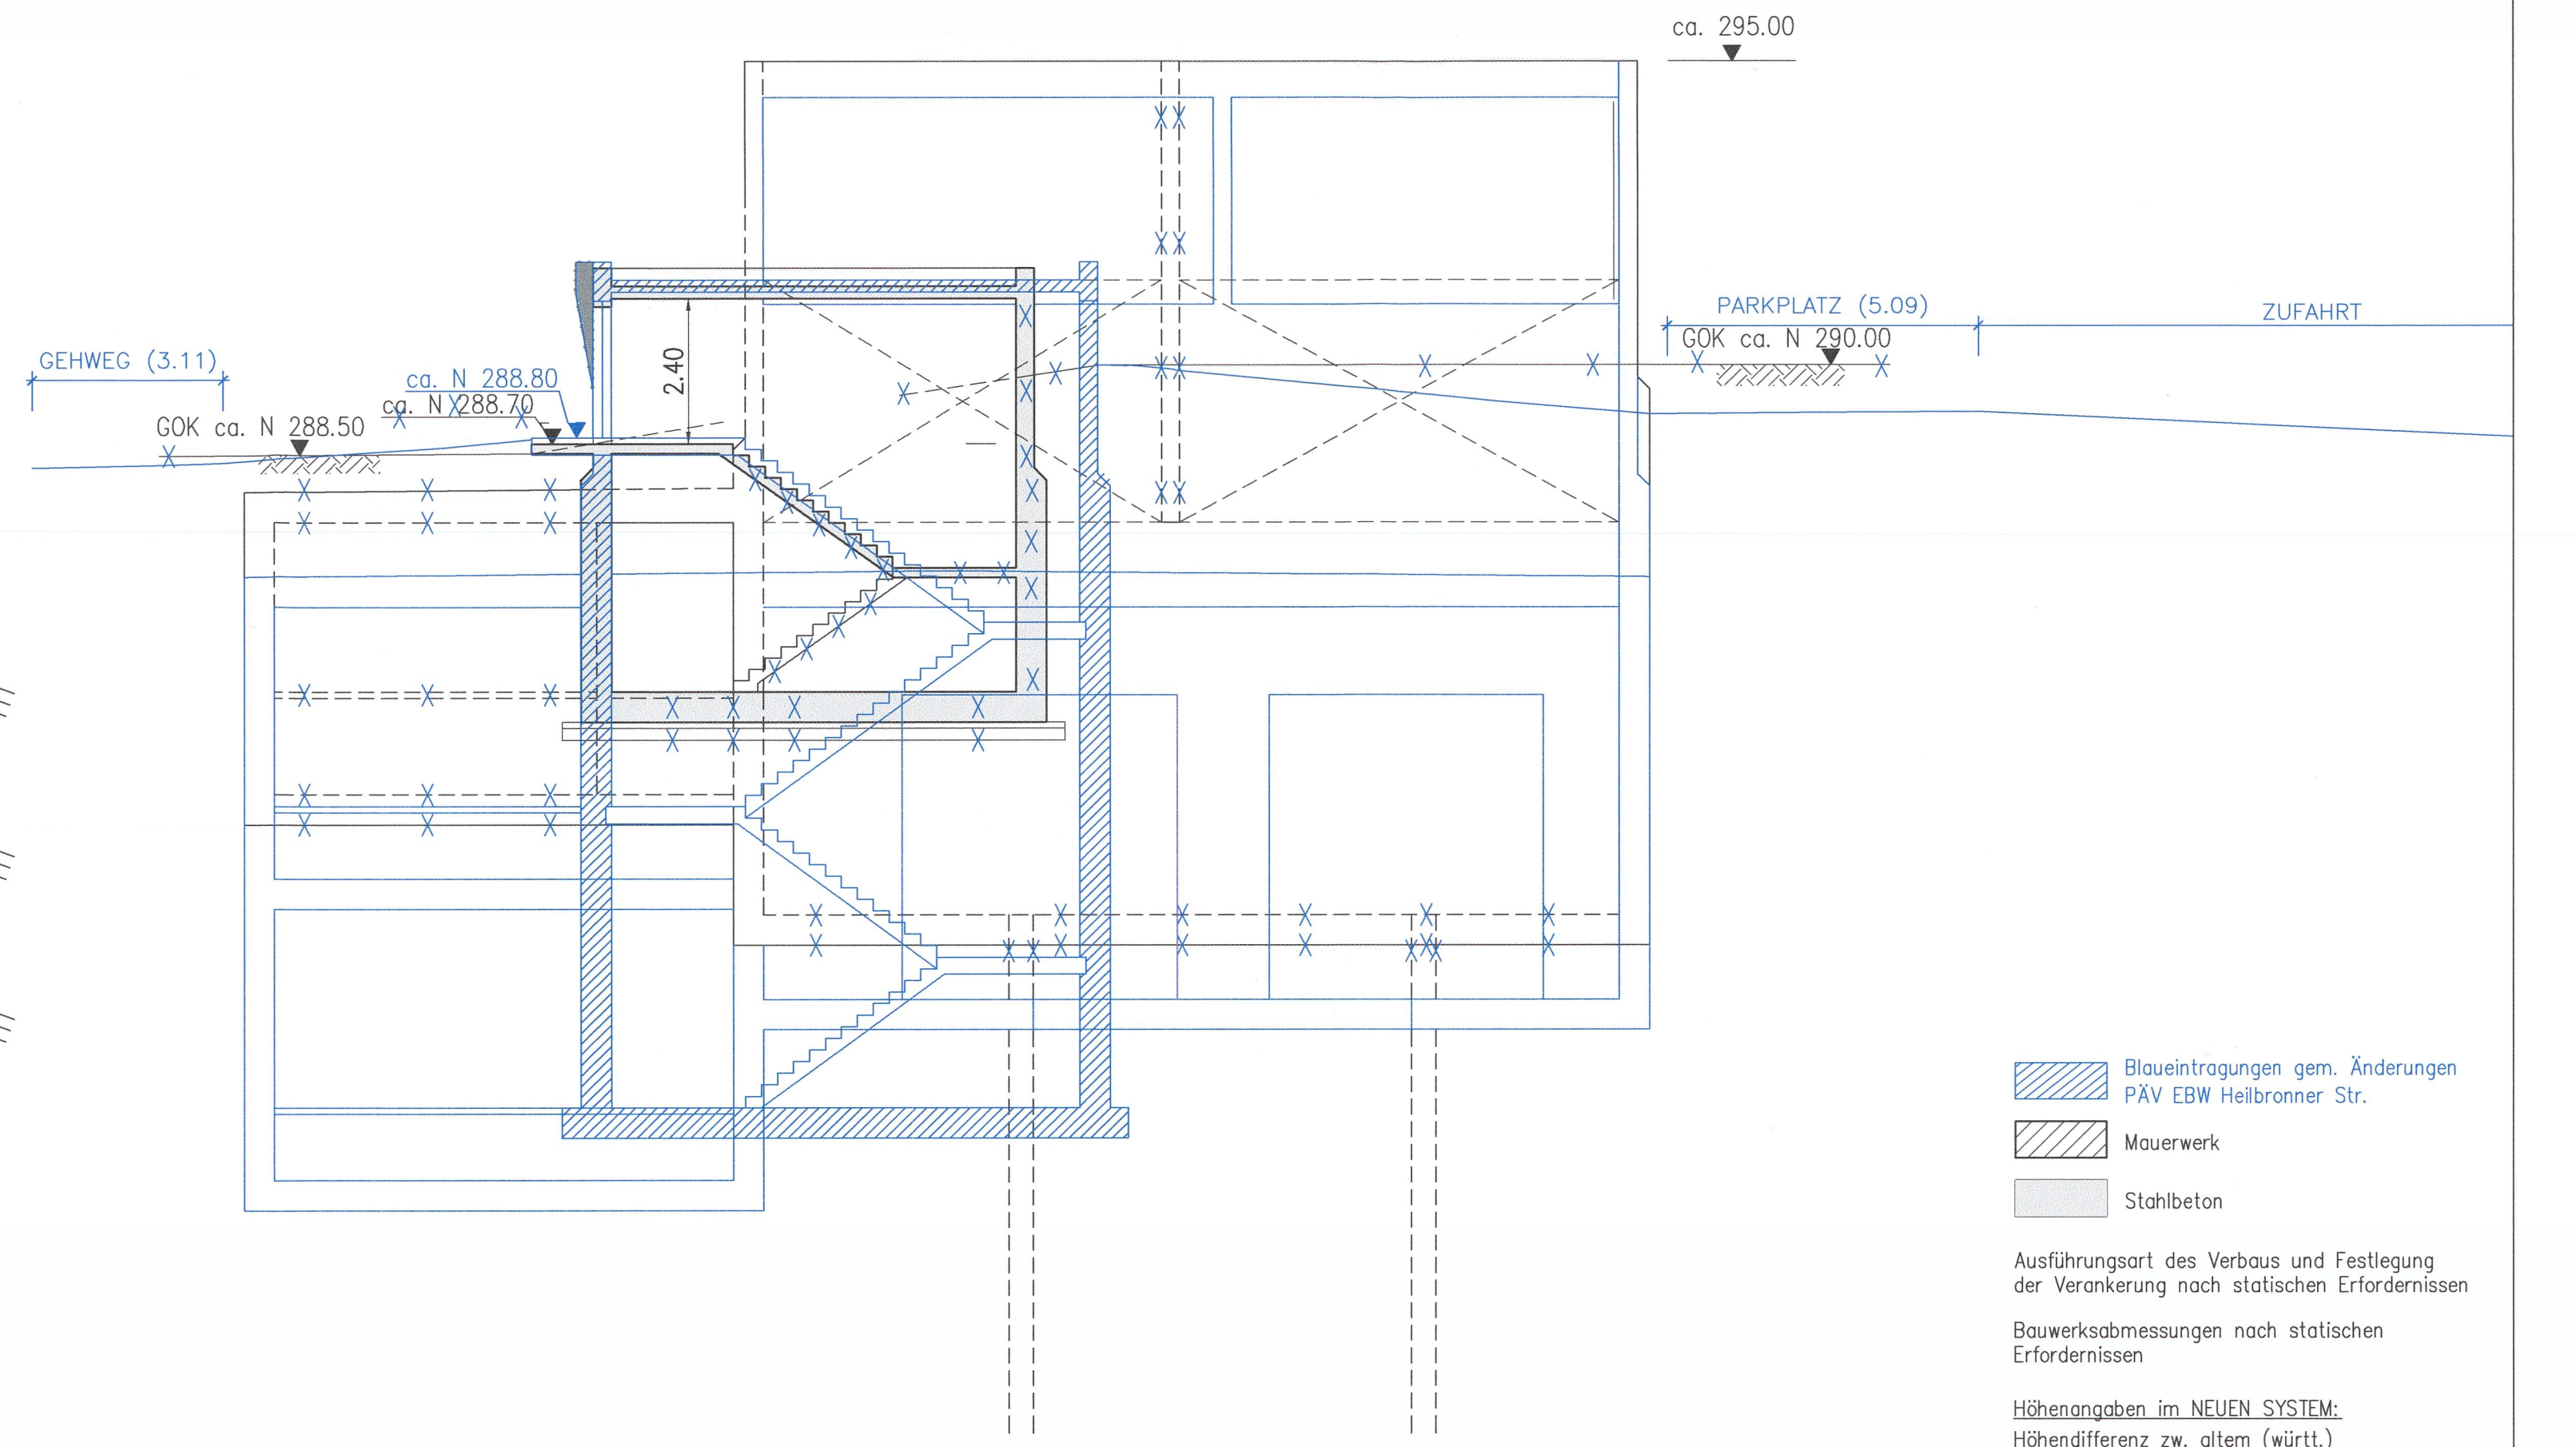 ca. 295.00
PARKPLATZ (5.09)
ZUFAHRT
GOK ca. N 290.00
GEHWEG (3.11)
ca. N 288.80
ca. N 288.70
GOK ca. N 288.50
2.40
Blaueintragungen gem. Änderungen
PÄV EBW Heilbronner Str.
Mauerwerk
Stahlbeton
Ausführungsart des Verbaus und Festlegung
der Verankerung nach statischen Erfordernissen
Bauwerksabmessungen nach statischen
Erfordernissen
Höhenangaben im NEUEN SYSTEM:
Höhendifferenz zw. altem (württ.)